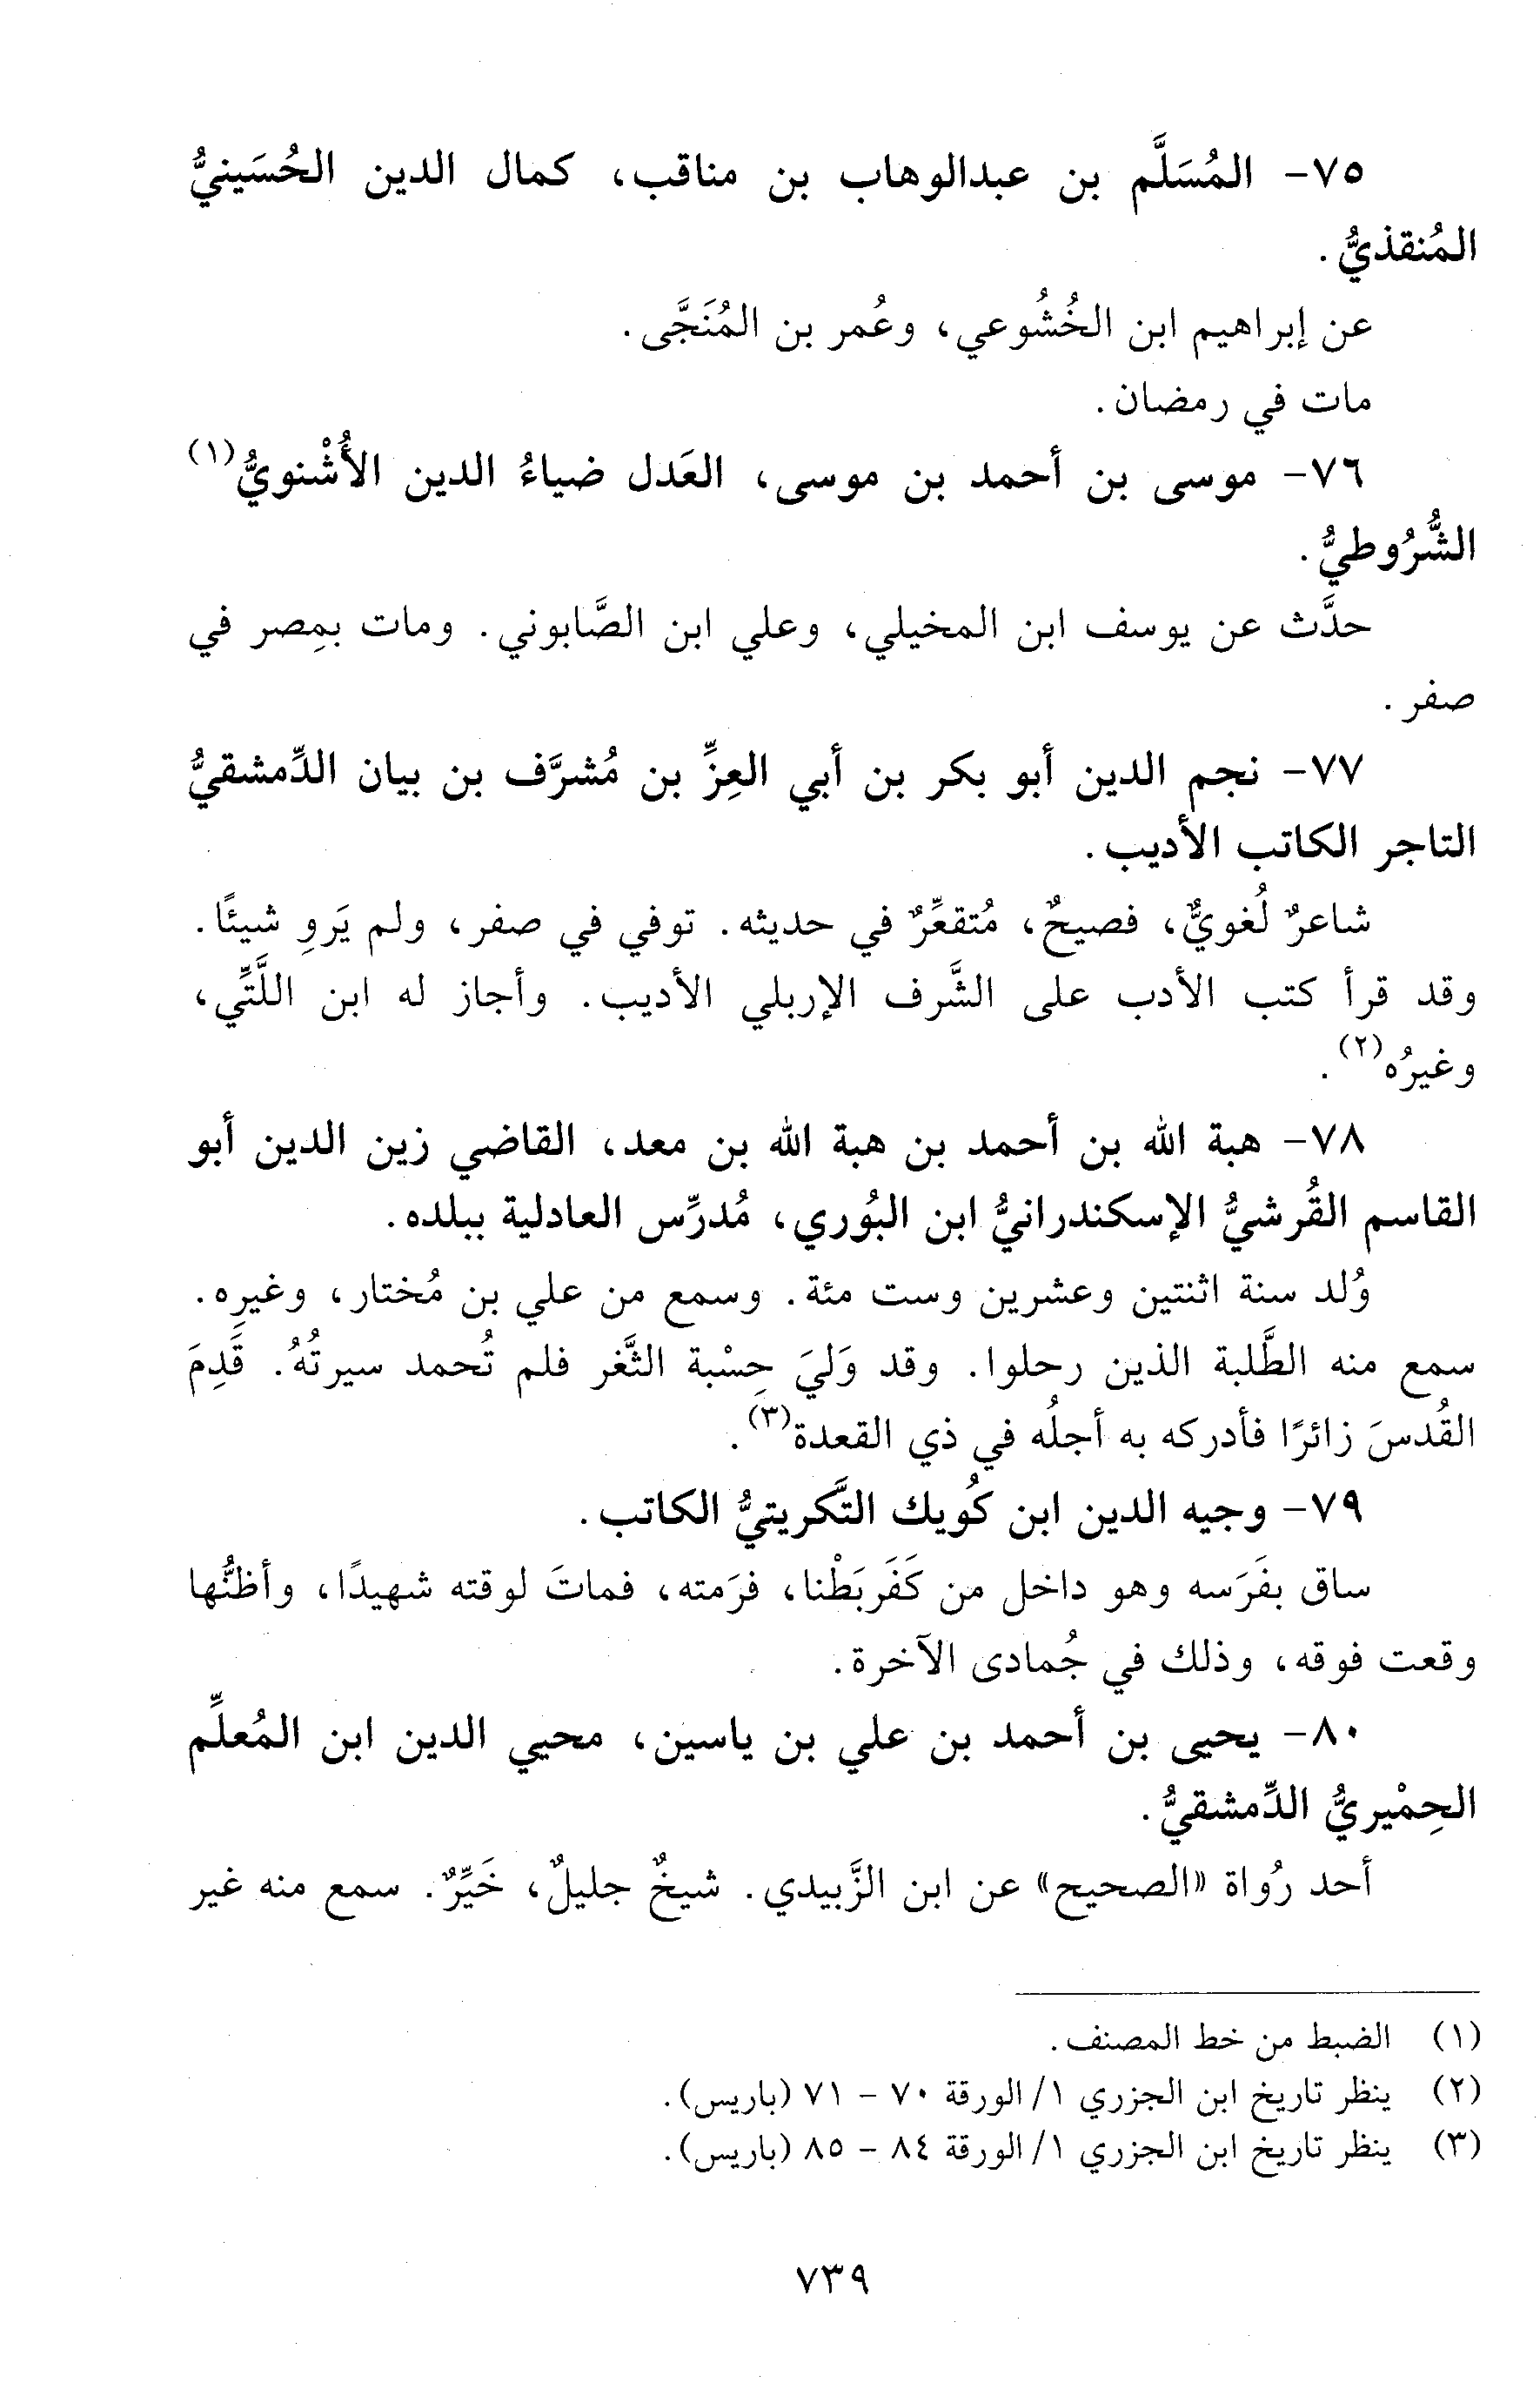 ٧٥- المُسَلَّم بن عبدالوهاب بن مناقب، كمال الدين الحُسَينيُّ
المُنقذيُّ.
عن إبراهيم ابن الخُشُوعي، وعُمر بن المُنَجَّى.
مات في رمضان.
٧٦- موسى بن أحمد بن موسى، العَدل ضياءُ الدين الأُشْنويُّ(١)
الشُّرُوطيُّ.
حدَّث عن يوسف ابن المخيلي، وعلي ابن الصَّابوني. ومات بمِصر في
صفر.
٧٧- نجم الدين أبو بكر بن أبي العِزِّ بن مُشرَّف بن بيان الدِّمشقيُّ
التاجر الكاتب الأديب.
شاعرٌ لُغويٌّ، فصيحٌ، مُتقعِّرٌ في حديثه. توفي في صفر، ولم يَروِ شيئًا.
وقد قرأ كتب الأدب على الشَّرف الإربلي الأديب. وأجاز له ابن اللَّتِّي،
وغيرُه(٢).
٧٨- هبة الله بن أحمد بن هبة الله بن معد، القاضي زين الدين أبو
القاسم القُرشيُّ الإسكندرانيُّ ابن البُوري، مُدرِّس العادلية ببلده.
وُلد سنة اثنتين وعشرين وست مئة. وسمع من علي بن مُختار، وغيرِه.
سمع منه الطَّلبة الذين رحلوا. وقد وَليَ حِسْبة الثَّغر فلم تُحمد سيرتُهُ. قَدِمَ
القُدسَ زائرًا فأدركه به أجلُه في ذي القعدة(٣).
٧٩- وجيه الدين ابن كُويك التَّكريتيُّ الكاتب.
ساق بفَرَسه وهو داخل من كَفَربَطْنا، فرَمته، فماتَ لوقته شهيدًا، وأظنُّها
وقعت فوقه، وذلك في جُمادى الآخرة.
٨٠- يحيى بن أحمد بن علي بن ياسين، محيي الدين ابن المُعلِّم
الحِمْيريُّ الدِّمشقيُّ.
أحد رُواة «الصحيح» عن ابن الزَّبيدي. شيخٌ جليلٌ، خَيِّرٌ. سمع منه غير
(١) الضبط من خط المصنف.
(٢) ينظر تاريخ ابن الجزري ١/ الورقة ٧٠ - ٧١ (باريس).
(٣) ينظر تاريخ ابن الجزري ١/ الورقة ٨٤ - ٨٥ (باريس).
٧٣٩